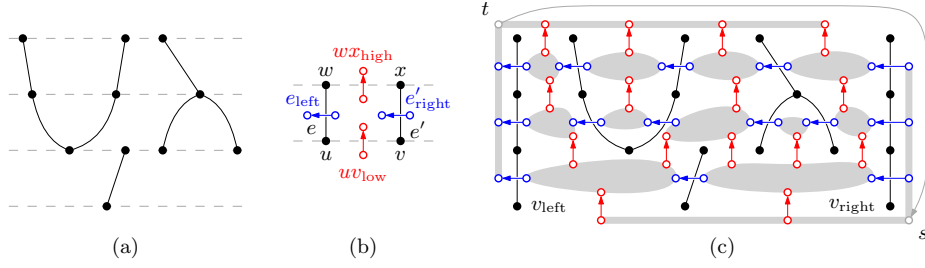 t
wx_high
w x
e_left e′_right
e e′
u v
uv_low
v_left v_right
s
(a) (b) (c)